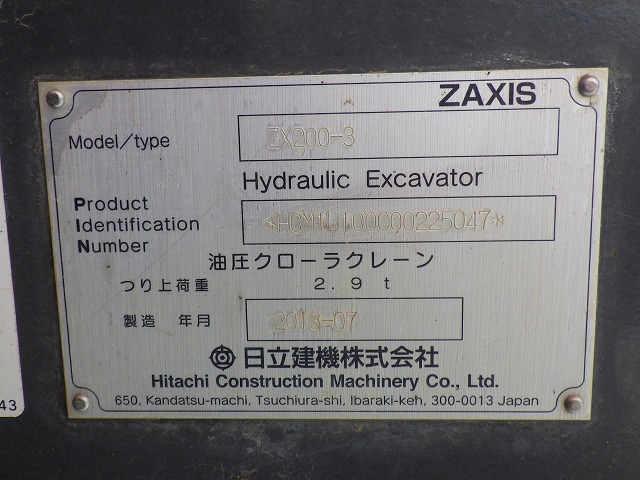 ZAXIS
Model/type ZX200-3
Hydraulic Excavator
Product
Identification
Number
*HCM1U100C00225047*
油圧クローラクレーン
つり上荷重 2.9 t
製造 年月 2013-07
日立建機株式会社
Hitachi Construction Machinery Co., Ltd.
650, Kandatsu-machi, Tsuchiura-shi, Ibaraki-ken, 300-0013 Japan
43